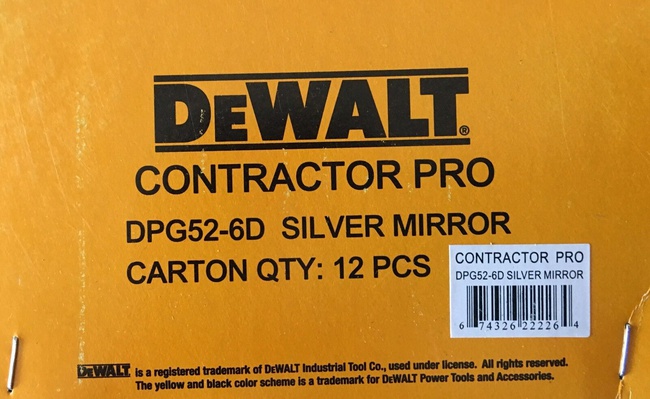 DEWALT®
CONTRACTOR PRO
DPG52-6D SILVER MIRROR
CARTON QTY: 12 PCS
CONTRACTOR PRO
DPG52-6D SILVER MIRROR
6 74326 22226 4
DEWALT is a registered trademark of DEWALT Industrial Tool Co., used under license. All rights reserved.
The yellow and black color scheme is a trademark for DEWALT Power Tools and Accessories.